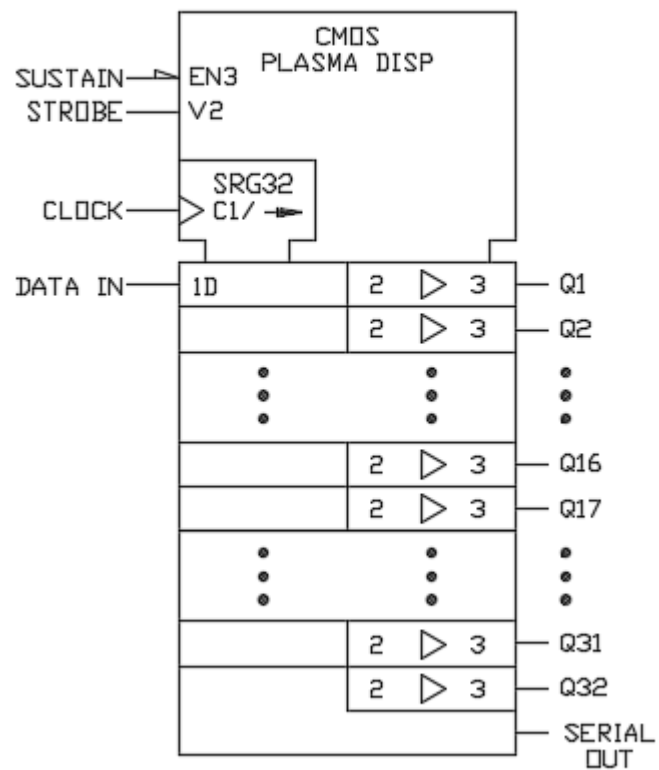 CMOS
PLASMA DISP
SUSTAIN EN3
STROBE V2
SRG32
CLOCK C1/
DATA IN 1D 2 3 Q1
2 3 Q2
2 3 Q16
2 3 Q17
2 3 Q31
2 3 Q32
SERIAL
OUT